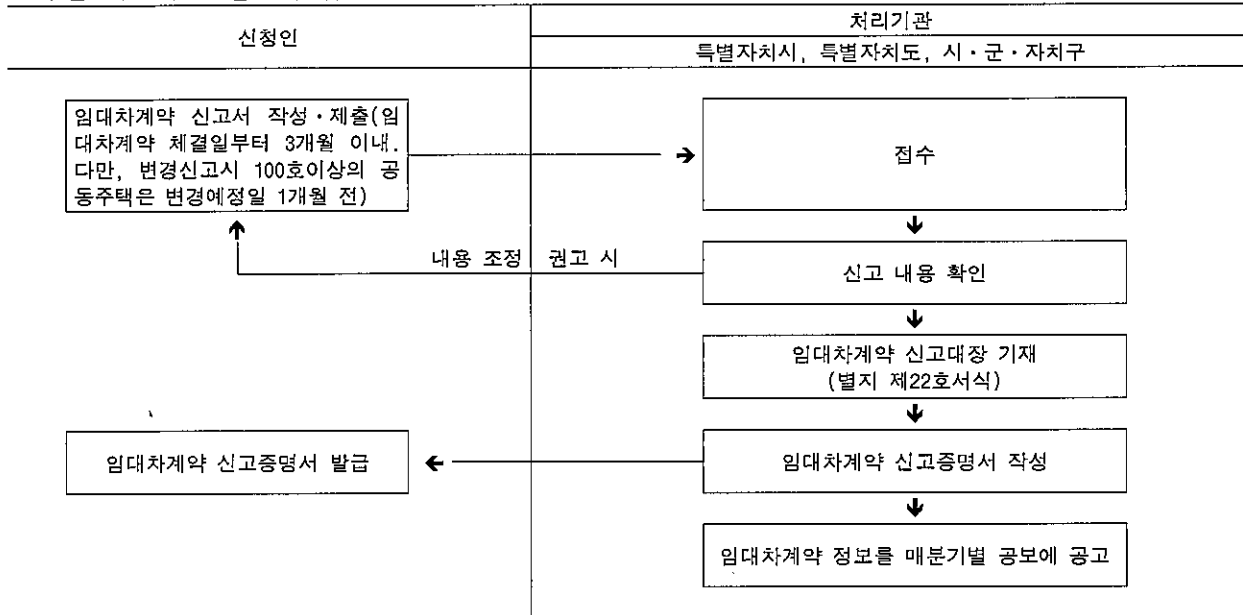 신청인
처리기관
특별자치시, 특별자치도, 시・군・자치구
임대차계약 신고서 작성・제출(임
대차계약 체결일부터 3개월 이내.
다만, 변경신고시 100호이상의 공
동주택은 변경예정일 1개월 전)
접수
내용 조정 권고 시
신고 내용 확인
임대차계약 신고대장 기재
(별지 제22호서식)
임대차계약 신고증명서 발급
임대차계약 신고증명서 작성
임대차계약 정보를 매분기별 공보에 공고